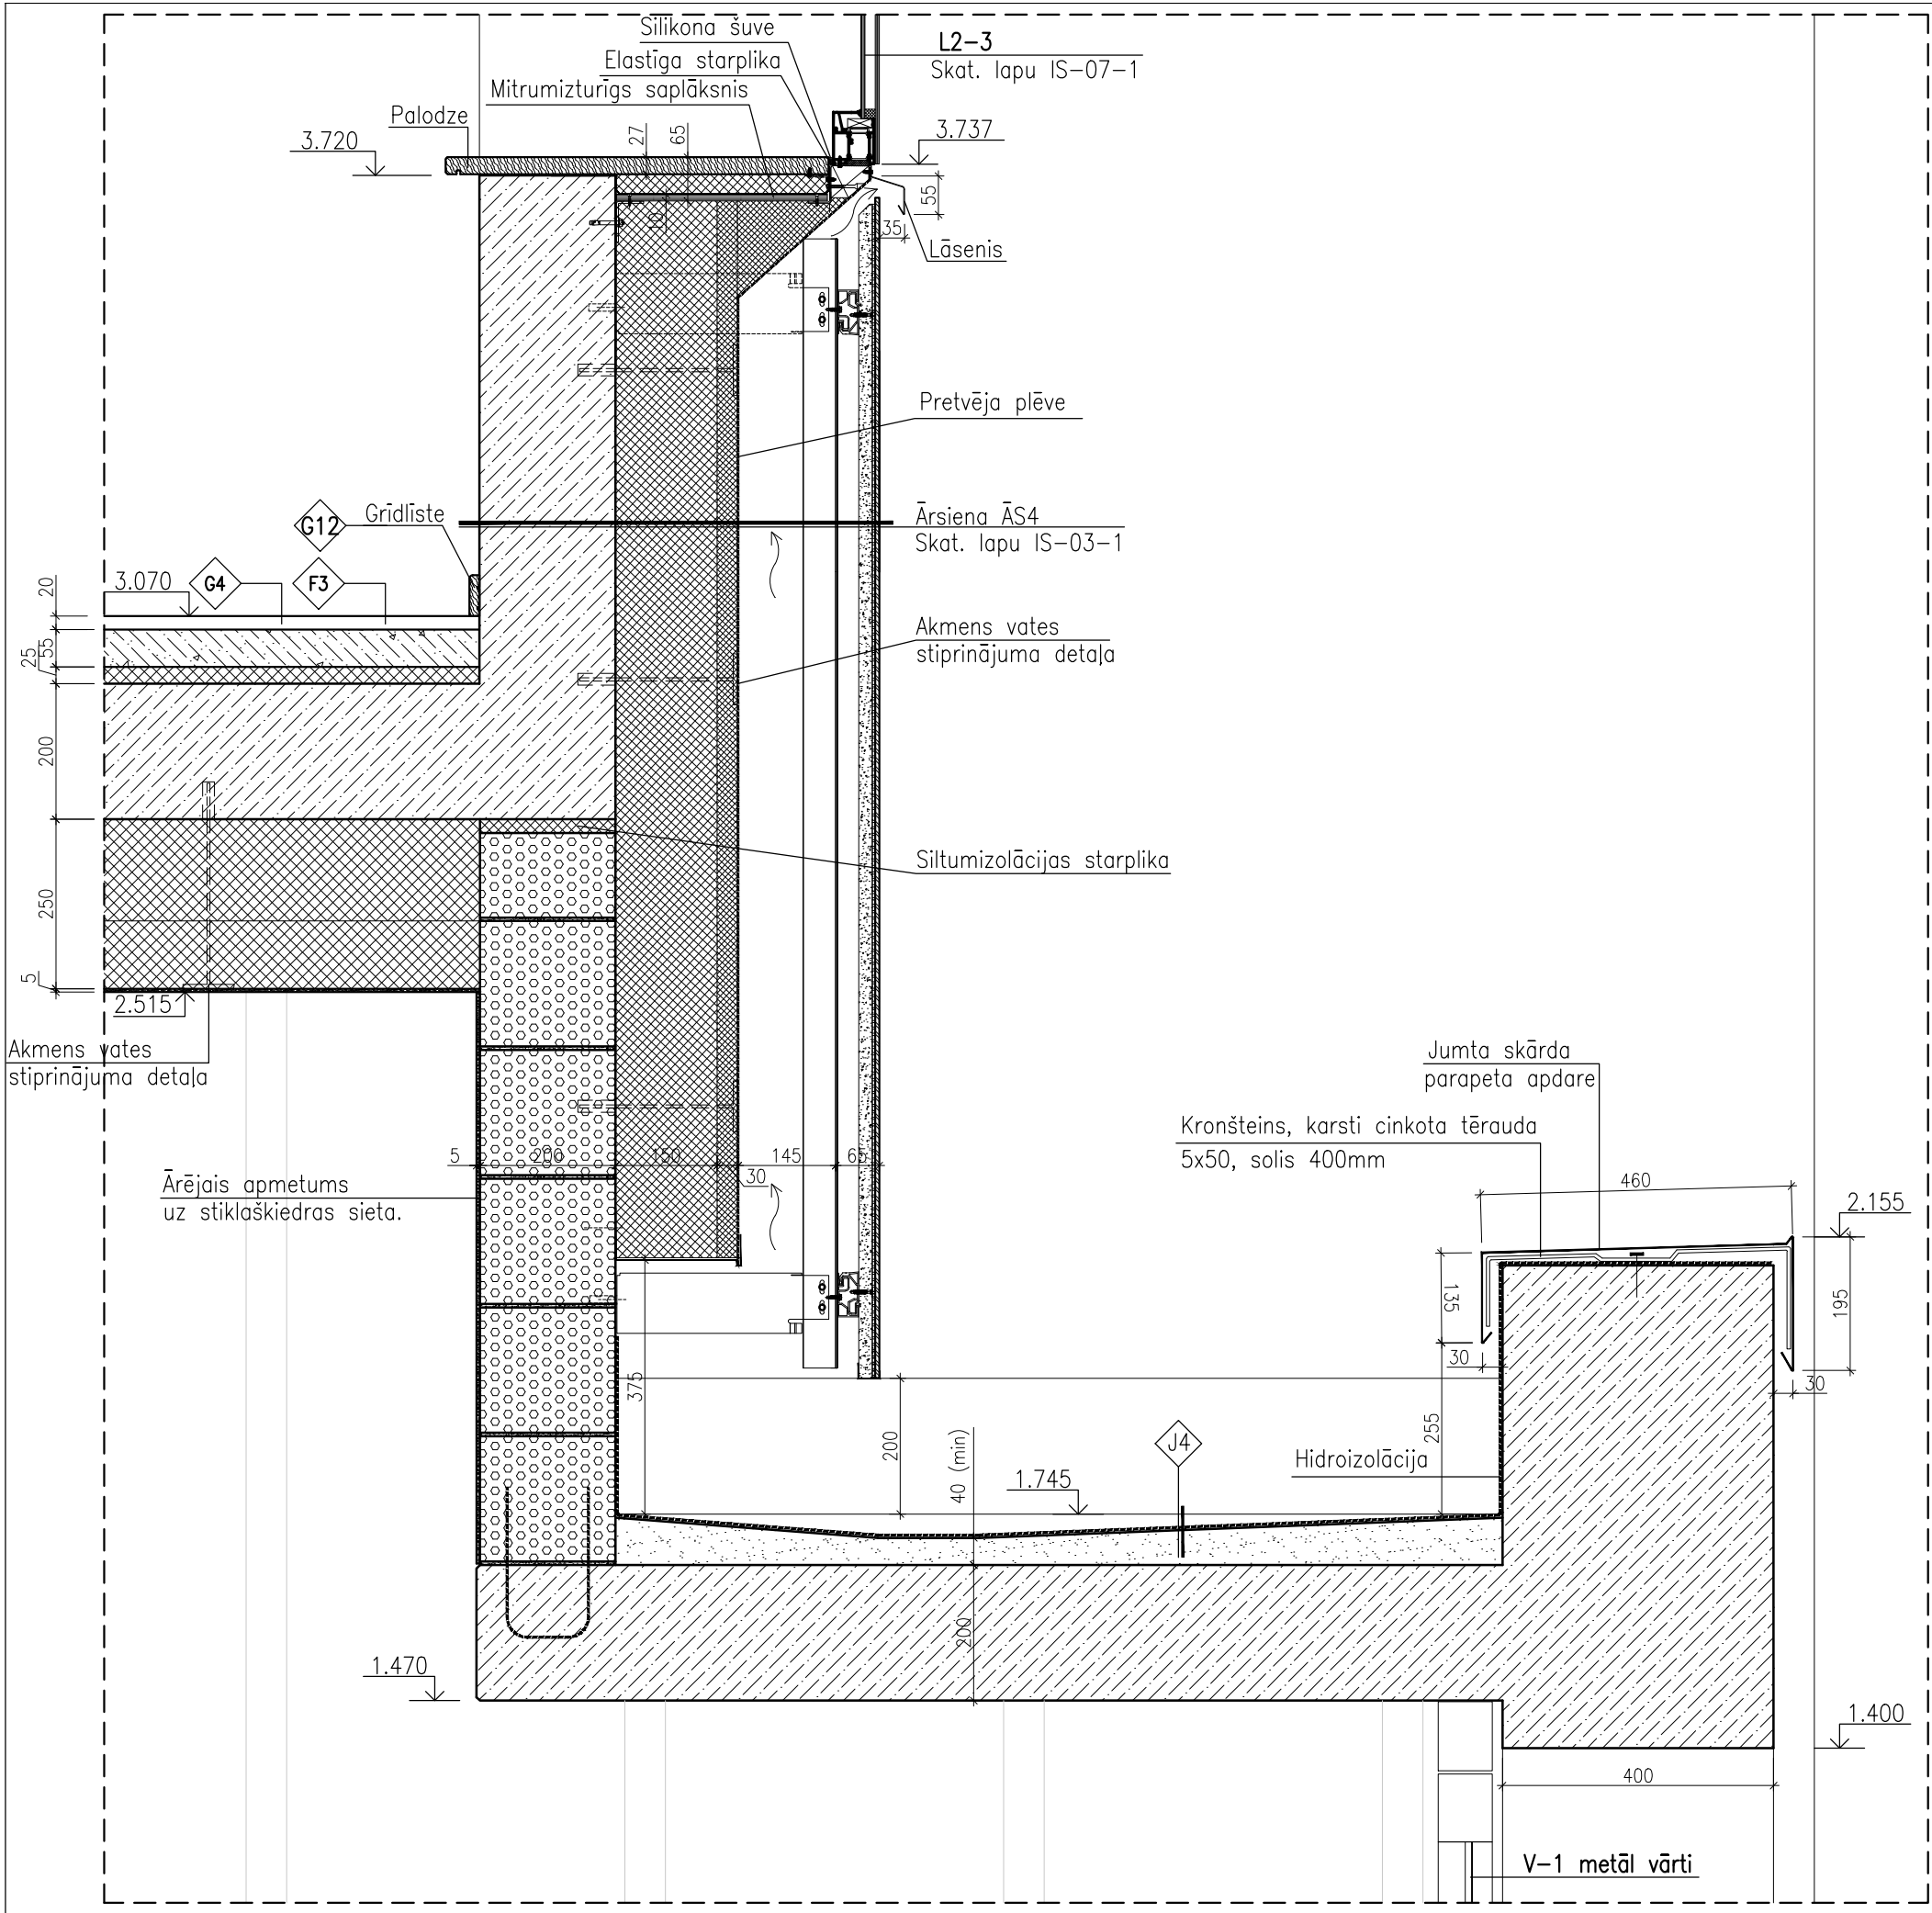 Silikona šuve
L2-3
Skat. lapu IS-07-1
Elastīga starplika
Mitrumizturīgs saplāksnis
Palodze
3.720
27
65
3.737
10
55
35
Lāsenis
Pretvēja plēve
G12
Grīdlīste
Ārsiena ĀS4
Skat. lapu IS-03-1
3.070
G4
F3
20
55
25
Akmens vates
stiprinājuma detaļa
200
Siltumizolācijas starplika
250
5
2.515
Akmens vates
stiprinājuma detaļa
Jumta skārda
parapeta apdare
Kronšteins, karsti cinkota tērauda
5x50, solis 400mm
5
200
150
30
145
65
Ārējais apmetums
uz stiklašķiedras sieta.
460
2.155
135
195
30
30
375
200
40 (min)
255
J4
Hidroizolācija
1.745
200
1.470
1.400
400
V-1 metāl vārti